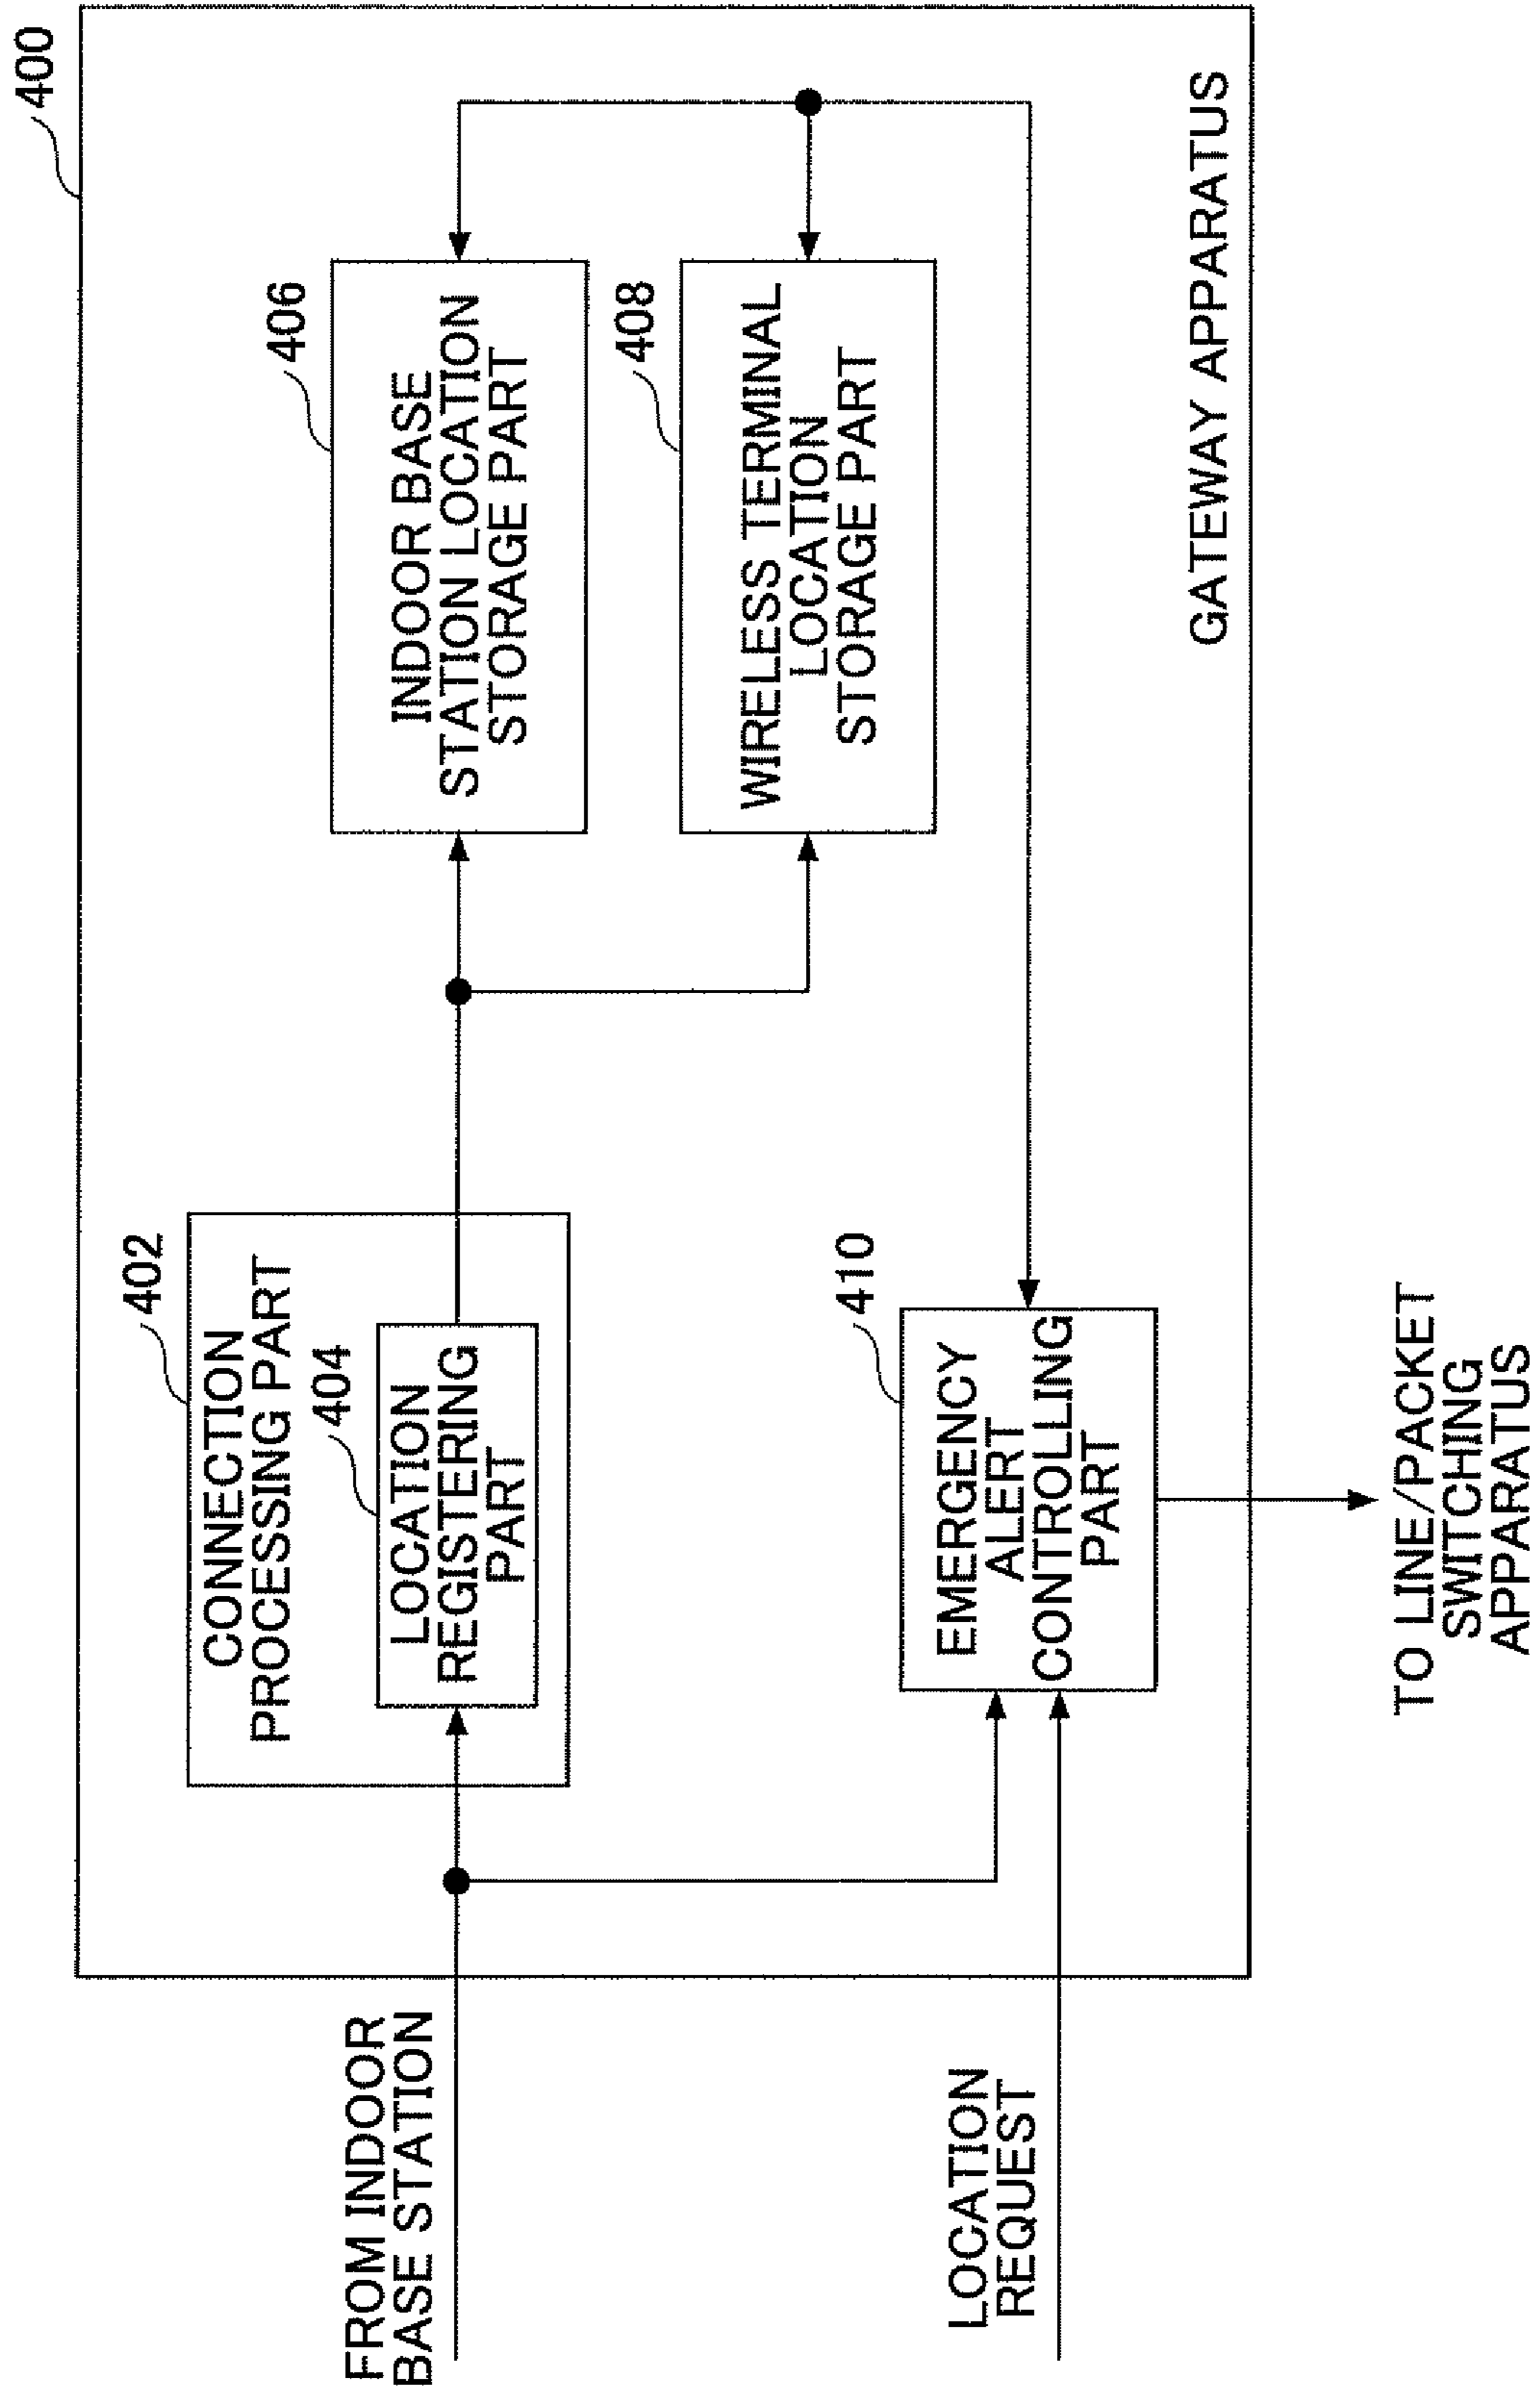 400
402
CONNECTION
PROCESSING PART
404
LOCATION
REGISTERING
PART
406
INDOOR BASE
STATION LOCATION
STORAGE PART
408
WIRELESS TERMINAL
LOCATION
STORAGE PART
410
EMERGENCY
ALERT
CONTROLLING
PART
FROM INDOOR
BASE STATION
LOCATION
REQUEST
GATEWAY APPARATUS
TO LINE/PACKET
SWITCHING
APPARATUS